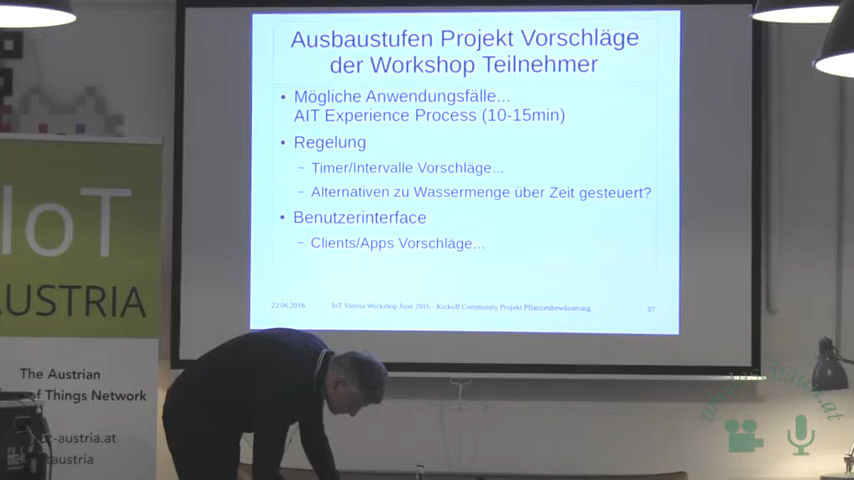 Ausbaustufen Projekt Vorschläge
der Workshop Teilnehmer
• Mögliche Anwendungsfälle...
AIT Experience Process (10-15min)
• Regelung
– Timer/Intervalle Vorschläge...
– Alternativen zu Wassermenge über Zeit gesteuert?
• Benutzerinterface
– Clients/Apps Vorschläge...
22.06.2016 IoT Vienna Workshop June 2016 - Kickoff Community Projekt Pflanzenbewässerung 37
IoT
AUSTRIA
The Austrian
of Things Network
t-austria.at
taustria